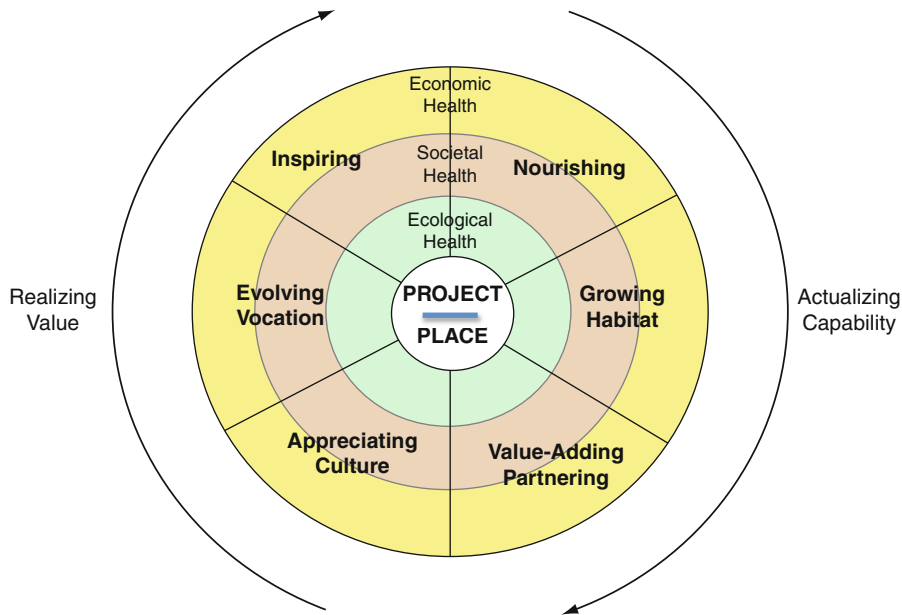 Economic
Health
Societal
Health
Inspiring
Nourishing
Ecological
Health
Realizing
Value
Evolving
Vocation
PROJECT
PLACE
Growing
Habitat
Actualizing
Capability
Appreciating
Culture
Value-Adding
Partnering